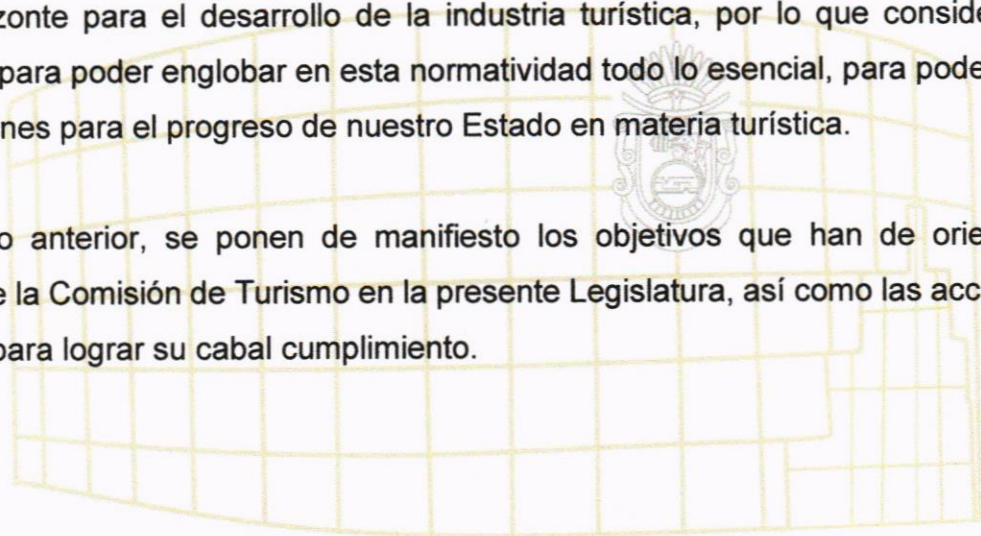 zonte para el desarrollo de la industria turística, por lo que conside
para poder englobar en esta normatividad todo lo esencial, para pode
nes para el progreso de nuestro Estado en materia turística.
o anterior, se ponen de manifiesto los objetivos que han de orie
e la Comisión de Turismo en la presente Legislatura, así como las acc
para lograr su cabal cumplimiento.